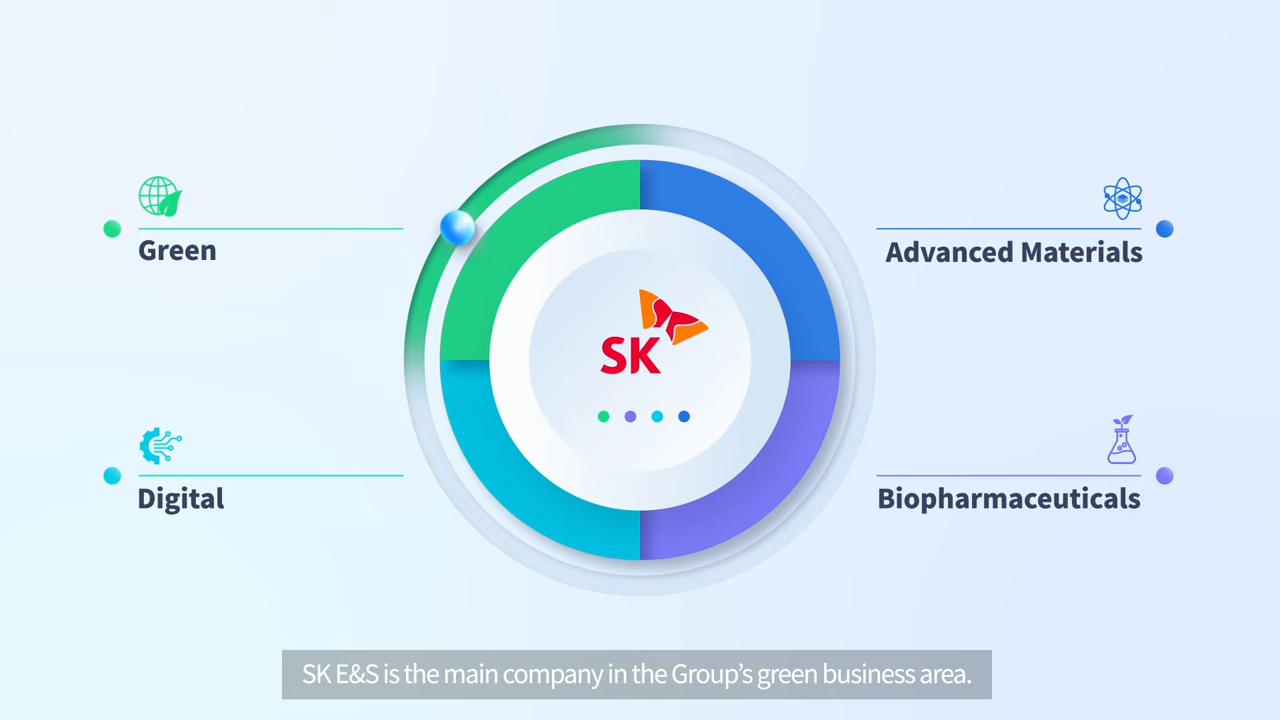 Green
Advanced Materials
SK
Digital
Biopharmaceuticals
SK E&S is the main company in the Group’s green business area.